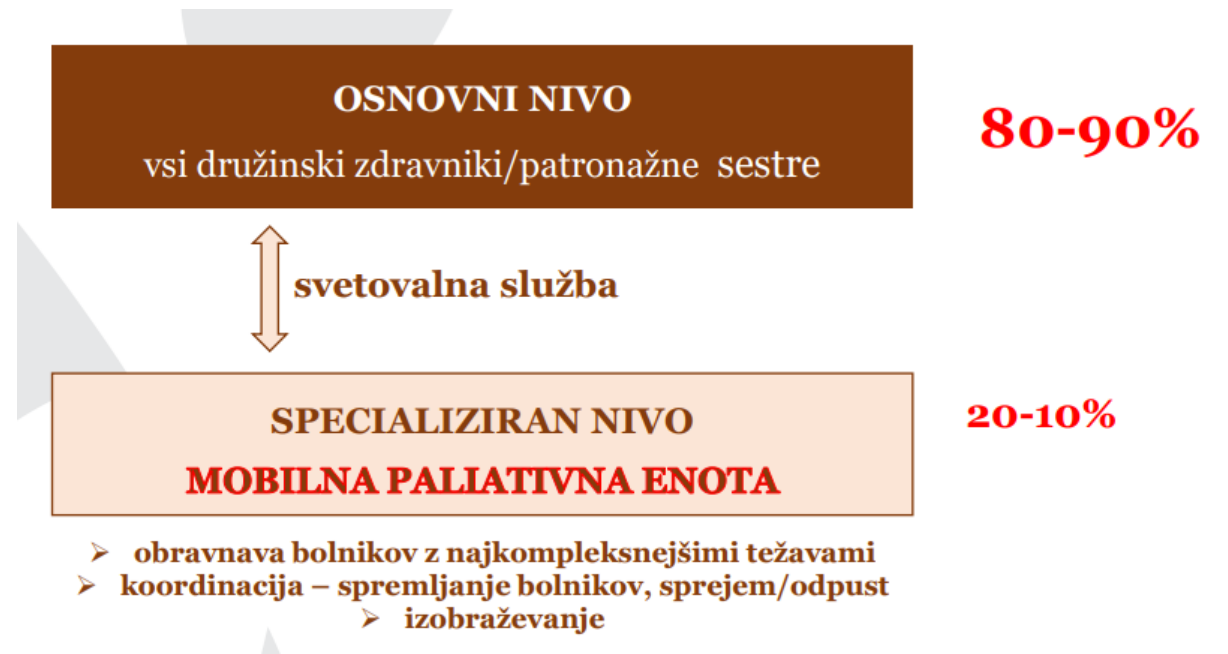 OSNOVNI NIVO
vsi družinski zdravniki/patronažne sestre
80-90%
svetovalna služba
SPECIALIZIRAN NIVO
MOBILNA PALIATIVNA ENOTA
20-10%
➢ obravnava bolnikov z najkompleksnejšimi težavami
➢ koordinacija – spremljanje bolnikov, sprejem/odpust
➢ izobraževanje